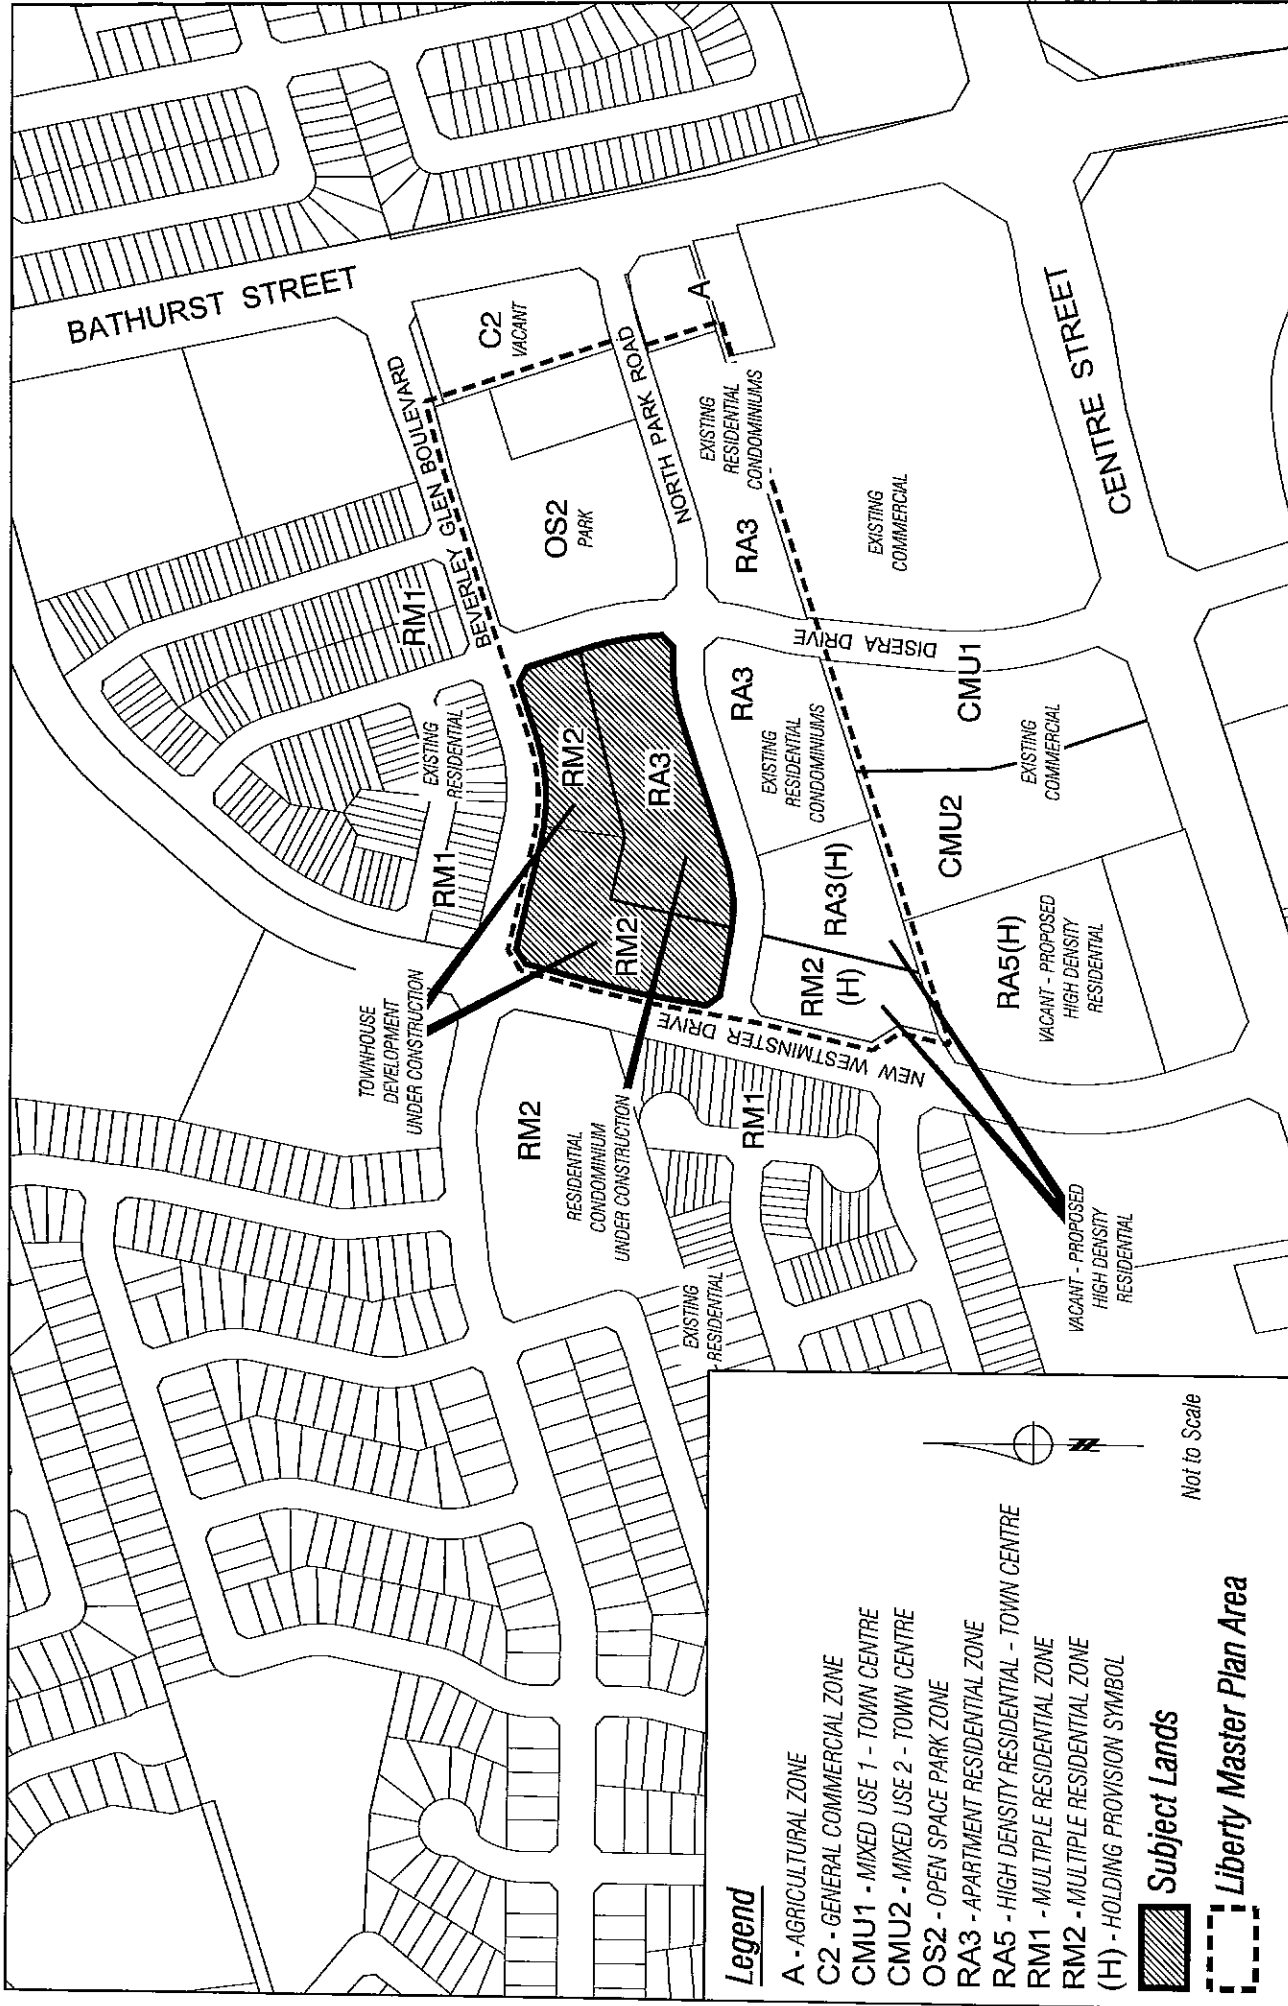 BATHURST STREET
C2
VACANT
BEVERLEY GLEN BOULEVARD
NORTH PARK ROAD
A
OS2
PARK
EXISTING
RESIDENTIAL
CONDOMINIUMS
RA3
EXISTING
COMMERCIAL
CENTRE STREET
RM1
EXISTING
RESIDENTIAL
RM1
RM2
RA3
RM2
DISERA DRIVE
RA3
EXISTING
RESIDENTIAL
CONDOMINIUMS
CMU1
EXISTING
COMMERCIAL
CMU2
RA3(H)
RM2
(H)
RA5(H)
VACANT - PROPOSED
HIGH DENSITY
RESIDENTIAL
TOWNHOUSE
DEVELOPMENT
UNDER CONSTRUCTION
NEW WESTMINSTER DRIVE
RM2
RESIDENTIAL
CONDOMINIUM
UNDER CONSTRUCTION
RM1
EXISTING
RESIDENTIAL
VACANT - PROPOSED
HIGH DENSITY
RESIDENTIAL
Legend
A - AGRICULTURAL ZONE
C2 - GENERAL COMMERCIAL ZONE
CMU1 - MIXED USE 1 - TOWN CENTRE
CMU2 - MIXED USE 2 - TOWN CENTRE
OS2 - OPEN SPACE PARK ZONE
RA3 - APARTMENT RESIDENTIAL ZONE
RA5 - HIGH DENSITY RESIDENTIAL - TOWN CENTRE
RM1 - MULTIPLE RESIDENTIAL ZONE
RM2 - MULTIPLE RESIDENTIAL ZONE
(H) - HOLDING PROVISION SYMBOL
Subject Lands
Liberty Master Plan Area
N
Not to Scale